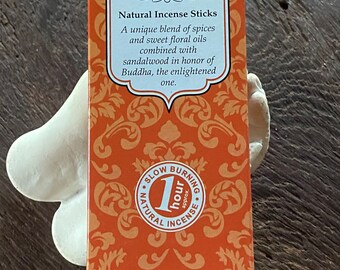 Natural Incense Sticks
A unique blend of spices
and sweet floral oils
combined with
sandalwood in honor of
Buddha, the enlightened
one.
• SLOW BURNING •
1
hour
approx
NATURAL INCENSE